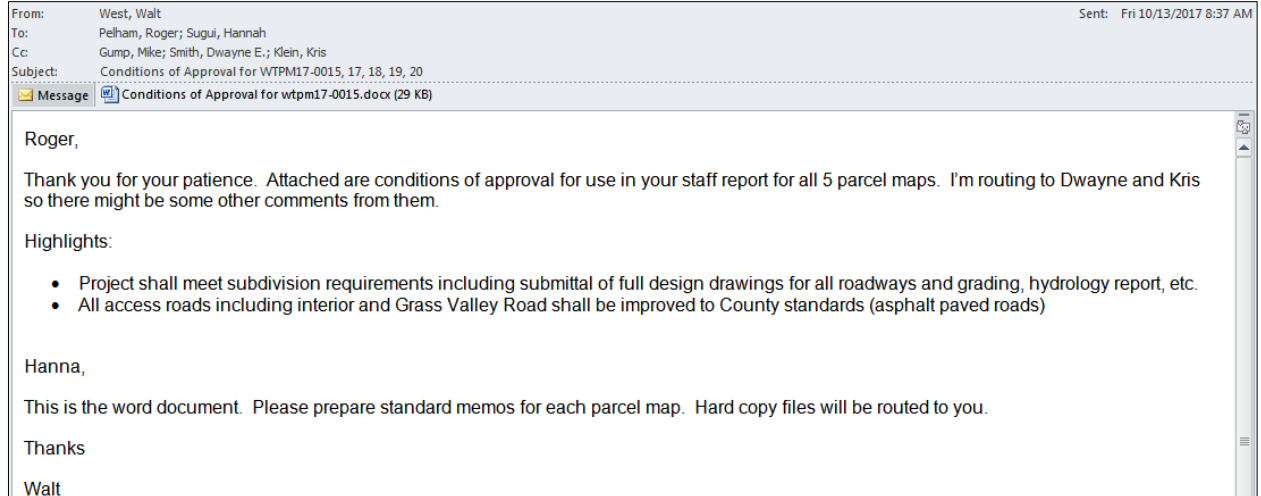 From: West, Walt Sent: Fri 10/13/2017 8:37 AM
To: Pelham, Roger; Sugui, Hannah
Cc: Gump, Mike; Smith, Dwayne E.; Klein, Kris
Subject: Conditions of Approval for WTPM17-0015, 17, 18, 19, 20
Message Conditions of Approval for wtpm17-0015.docx (29 KB)
Roger,
Thank you for your patience. Attached are conditions of approval for use in your staff report for all 5 parcel maps. I'm routing to Dwayne and Kris
so there might be some other comments from them.
Highlights:
• Project shall meet subdivision requirements including submittal of full design drawings for all roadways and grading, hydrology report, etc.
• All access roads including interior and Grass Valley Road shall be improved to County standards (asphalt paved roads)
Hanna,
This is the word document. Please prepare standard memos for each parcel map. Hard copy files will be routed to you.
Thanks
Walt